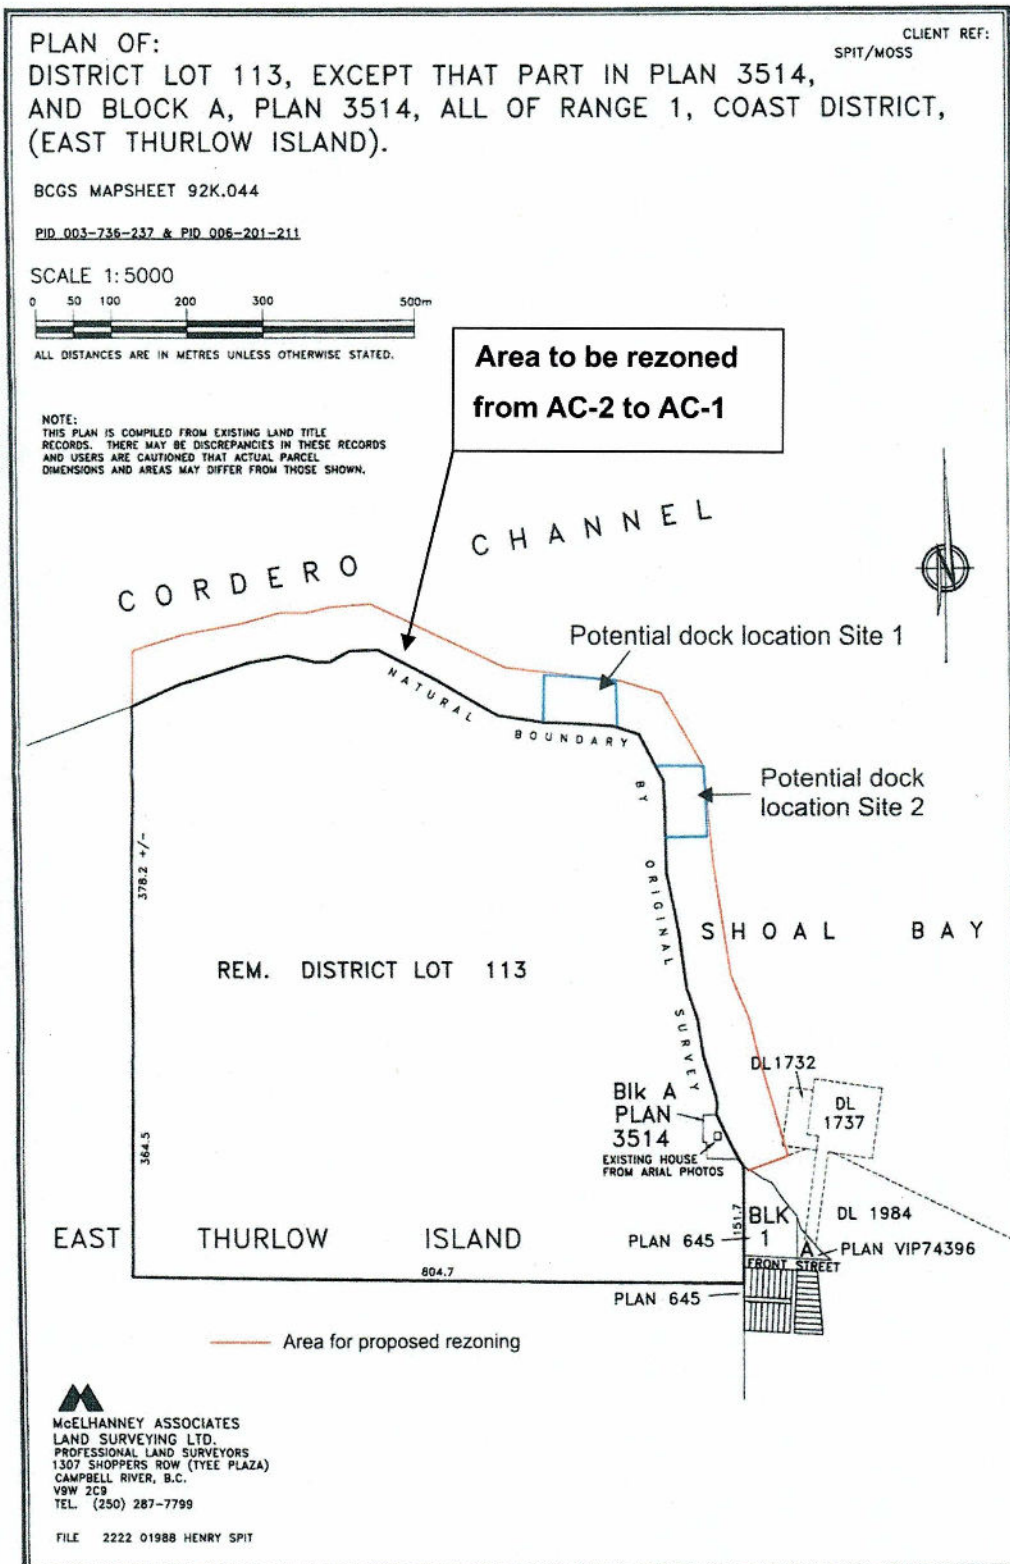 CLIENT REF:
SPIT/MOSS
PLAN OF:
DISTRICT LOT 113, EXCEPT THAT PART IN PLAN 3514,
AND BLOCK A, PLAN 3514, ALL OF RANGE 1, COAST DISTRICT,
(EAST THURLOW ISLAND).
BCGS MAPSHEET 92K.044
PID 003-736-237 & PID 006-201-211
SCALE 1:5000
0 50 100 200 300 500m
ALL DISTANCES ARE IN METRES UNLESS OTHERWISE STATED.
Area to be rezoned
from AC-2 to AC-1
NOTE:
THIS PLAN IS COMPILED FROM EXISTING LAND TITLE
RECORDS. THERE MAY BE DISCREPANCIES IN THESE RECORDS
AND USERS ARE CAUTIONED THAT ACTUAL PARCEL
DIMENSIONS AND AREAS MAY DIFFER FROM THOSE SHOWN.
CORDERO CHANNEL
Potential dock location Site 1
NATURAL BOUNDARY BY ORIGINAL SURVEY
Potential dock
location Site 2
378.2 +/-
SHOAL BAY
REM. DISTRICT LOT 113
DL1732
DL
1737
Blk A
PLAN
3514
EXISTING HOUSE
FROM ARIAL PHOTOS
364.5
151.7
BLK
1
DL 1984
EAST THURLOW ISLAND
PLAN 645
A
PLAN VIP74396
FRONT STREET
804.7
PLAN 645
Area for proposed rezoning
McELHANNEY ASSOCIATES
LAND SURVEYING LTD.
PROFESSIONAL LAND SURVEYORS
1307 SHOPPERS ROW (TYEE PLAZA)
CAMPBELL RIVER, B.C.
V9W 2C9
TEL. (250) 287-7799
FILE 2222 01988 HENRY SPIT